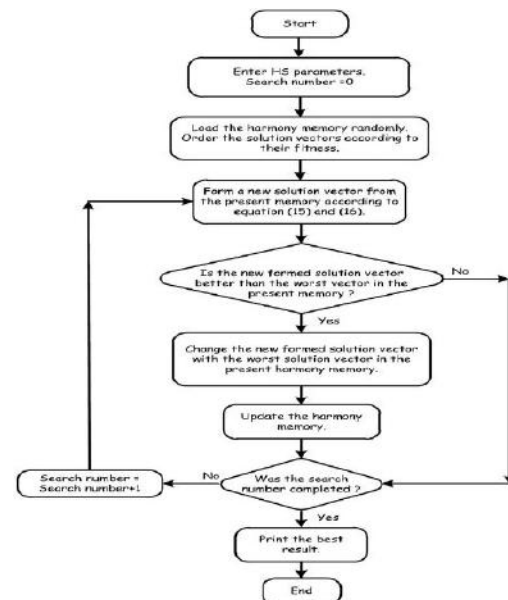 Start
Enter HS parameters.
Search number =0
Load the harmony memory randomly.
Order the solution vectors according to
their fitness.
Form a new solution vector from
the present memory according to
equation (15) and (16).
Is the new formed solution vector
better than the worst vector in the
present memory ?
No
Yes
Change the new formed solution vector
with the worst solution vector in the
present harmony memory.
Update the harmony
memory.
Was the search
number completed ?
No
Search number =
Search number+1
Yes
Print the best
result.
End